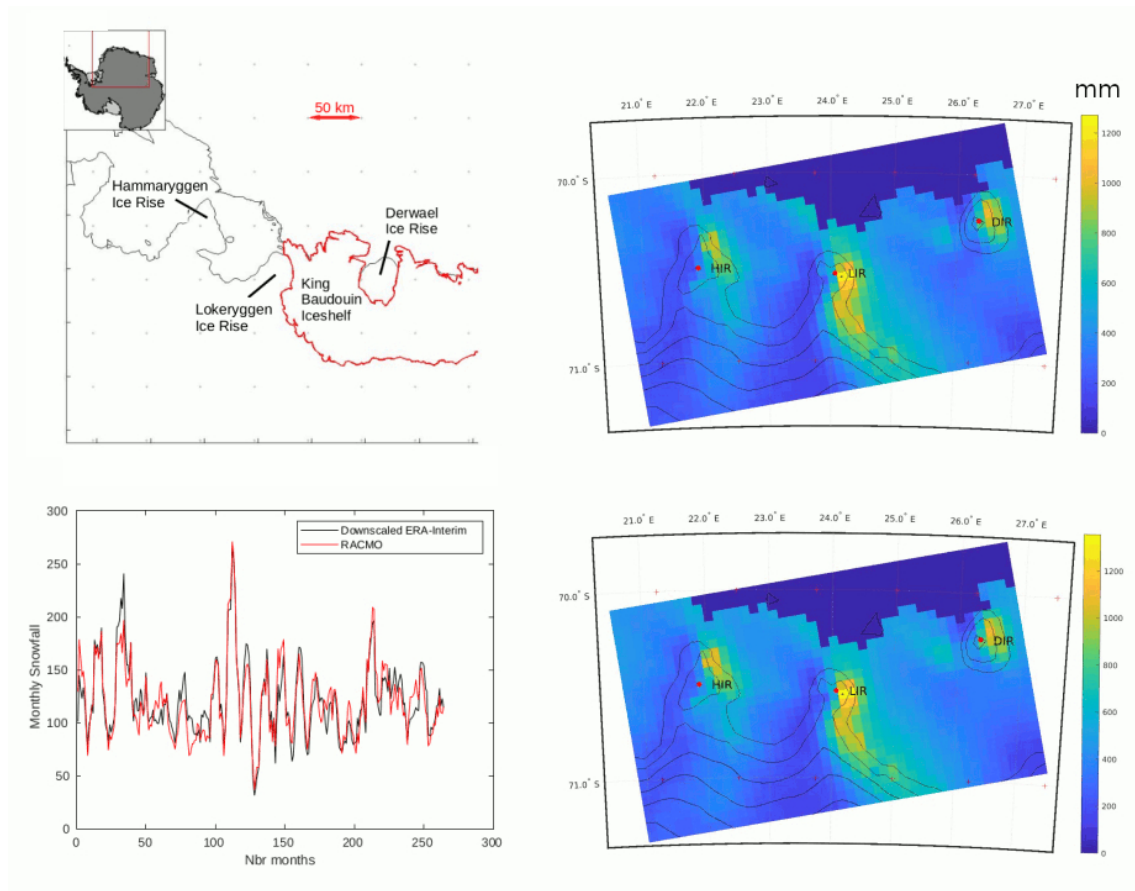 50 km
Hammaryggen
Ice Rise
Derwael
Ice Rise
Lokeryggen
Ice Rise
King
Baudouin
Iceshelf
mm
21.0° E 22.0° E 23.0° E 24.0° E 25.0° E 26.0° E 27.0° E
70.0° S
71.0° S
HIR
LIR
DIR
1200
1000
800
600
400
200
0
300
250
200
150
100
50
0
Monthly Snowfall
Downscaled ERA-Interim
RACMO
0 50 100 150 200 250 300
Nbr months
21.0° E 22.0° E 23.0° E 24.0° E 25.0° E 26.0° E 27.0° E
70.0° S
71.0° S
HIR
LIR
DIR
1200
1000
800
600
400
200
0